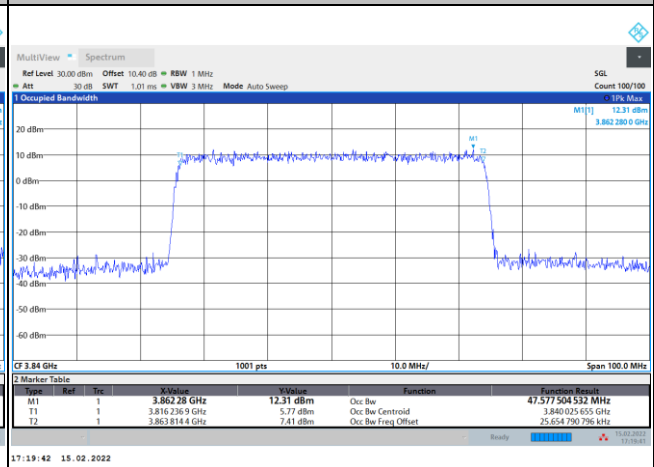 MultiView Spectrum
Ref Level 30.00 dBm Offset 10.40 dB RBW 1 MHz SGL
Att 30 dB SWT 1.01 ms VBW 3 MHz Mode Auto Sweep Count 100/100
1 Occupied Bandwidth 1Pk Max
M1[1] 12.31 dBm
3.862 280 0 GHz
20 dBm
M1
10 dBm
T1
T2
0 dBm
-10 dBm
-20 dBm
-30 dBm
-40 dBm
-50 dBm
-60 dBm
CF 3.84 GHz 1001 pts 10.0 MHz/ Span 100.0 MHz
2 Marker Table
Type Ref Trc X-Value Y-Value Function Function Result
M1 1 3.862 28 GHz 12.31 dBm Occ Bw 47.577 504 532 MHz
T1 1 3.816 236 9 GHz 5.77 dBm Occ Bw Centroid 3.840 025 655 GHz
T2 1 3.863 814 4 GHz 7.41 dBm Occ Bw Freq Offset 25.654 790 796 kHz
Ready 15.02.2022
17:19:41
17:19:42 15.02.2022